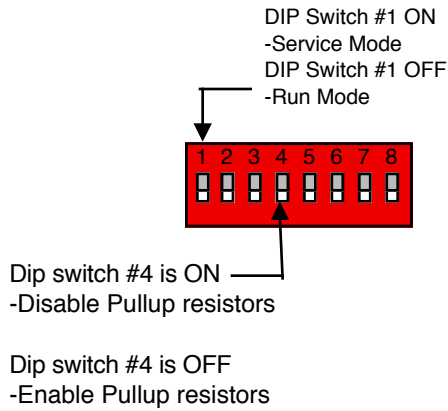 DIP Switch #1 ON
-Service Mode
DIP Switch #1 OFF
-Run Mode
1 2 3 4 5 6 7 8
Dip switch #4 is ON
-Disable Pullup resistors
Dip switch #4 is OFF
-Enable Pullup resistors